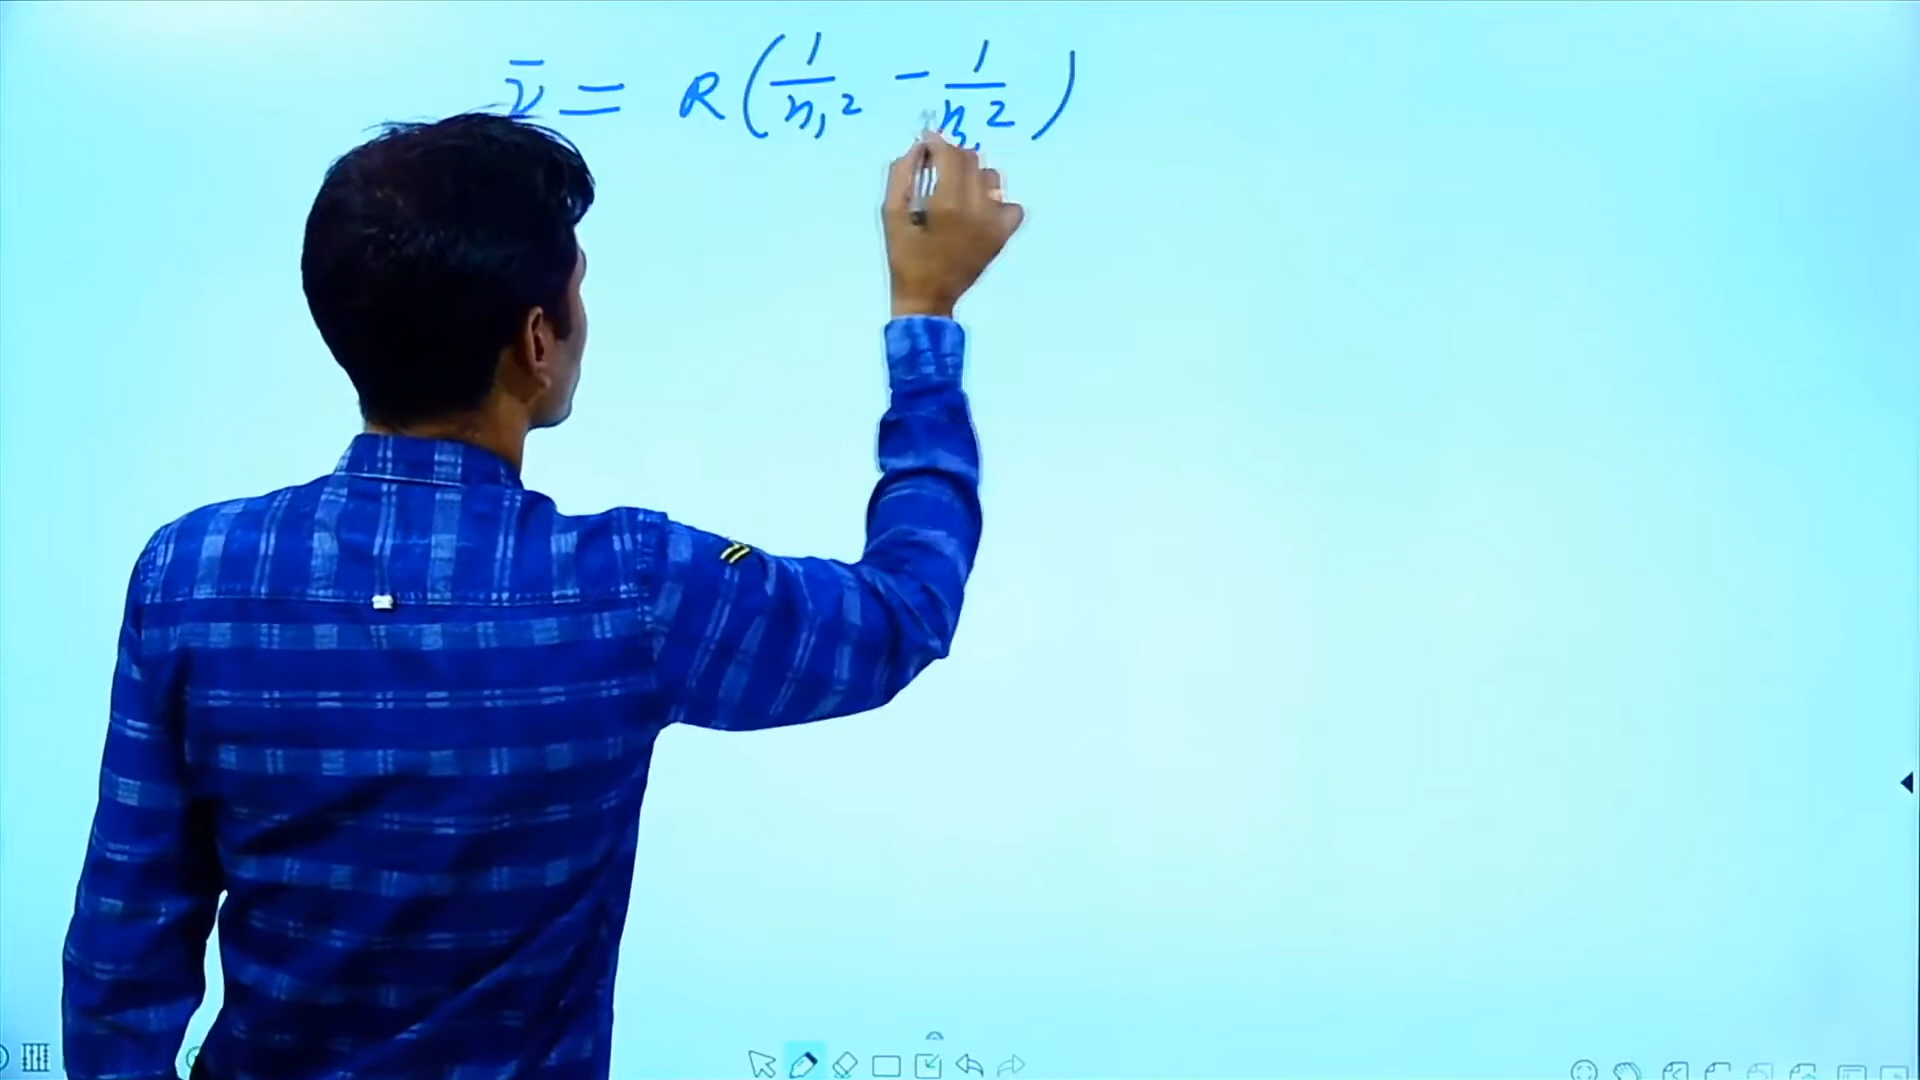 ν̄ = R(1/n₁² − 1/n₂²)